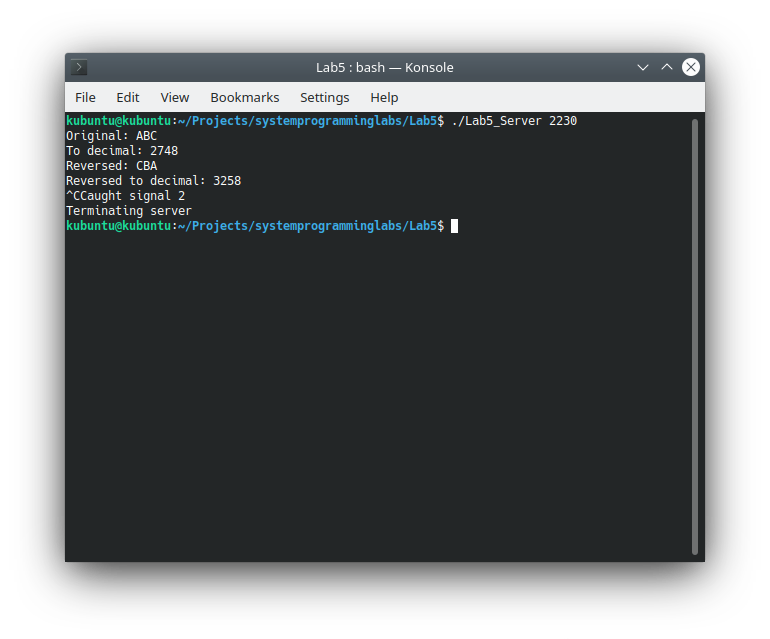 Lab5 : bash — Konsole
File Edit View Bookmarks Settings Help
kubuntu@kubuntu:~/Projects/systemprogramminglabs/Lab5$ ./Lab5_Server 2230
Original: ABC
To decimal: 2748
Reversed: CBA
Reversed to decimal: 3258
^CCaught signal 2
Terminating server
kubuntu@kubuntu:~/Projects/systemprogramminglabs/Lab5$